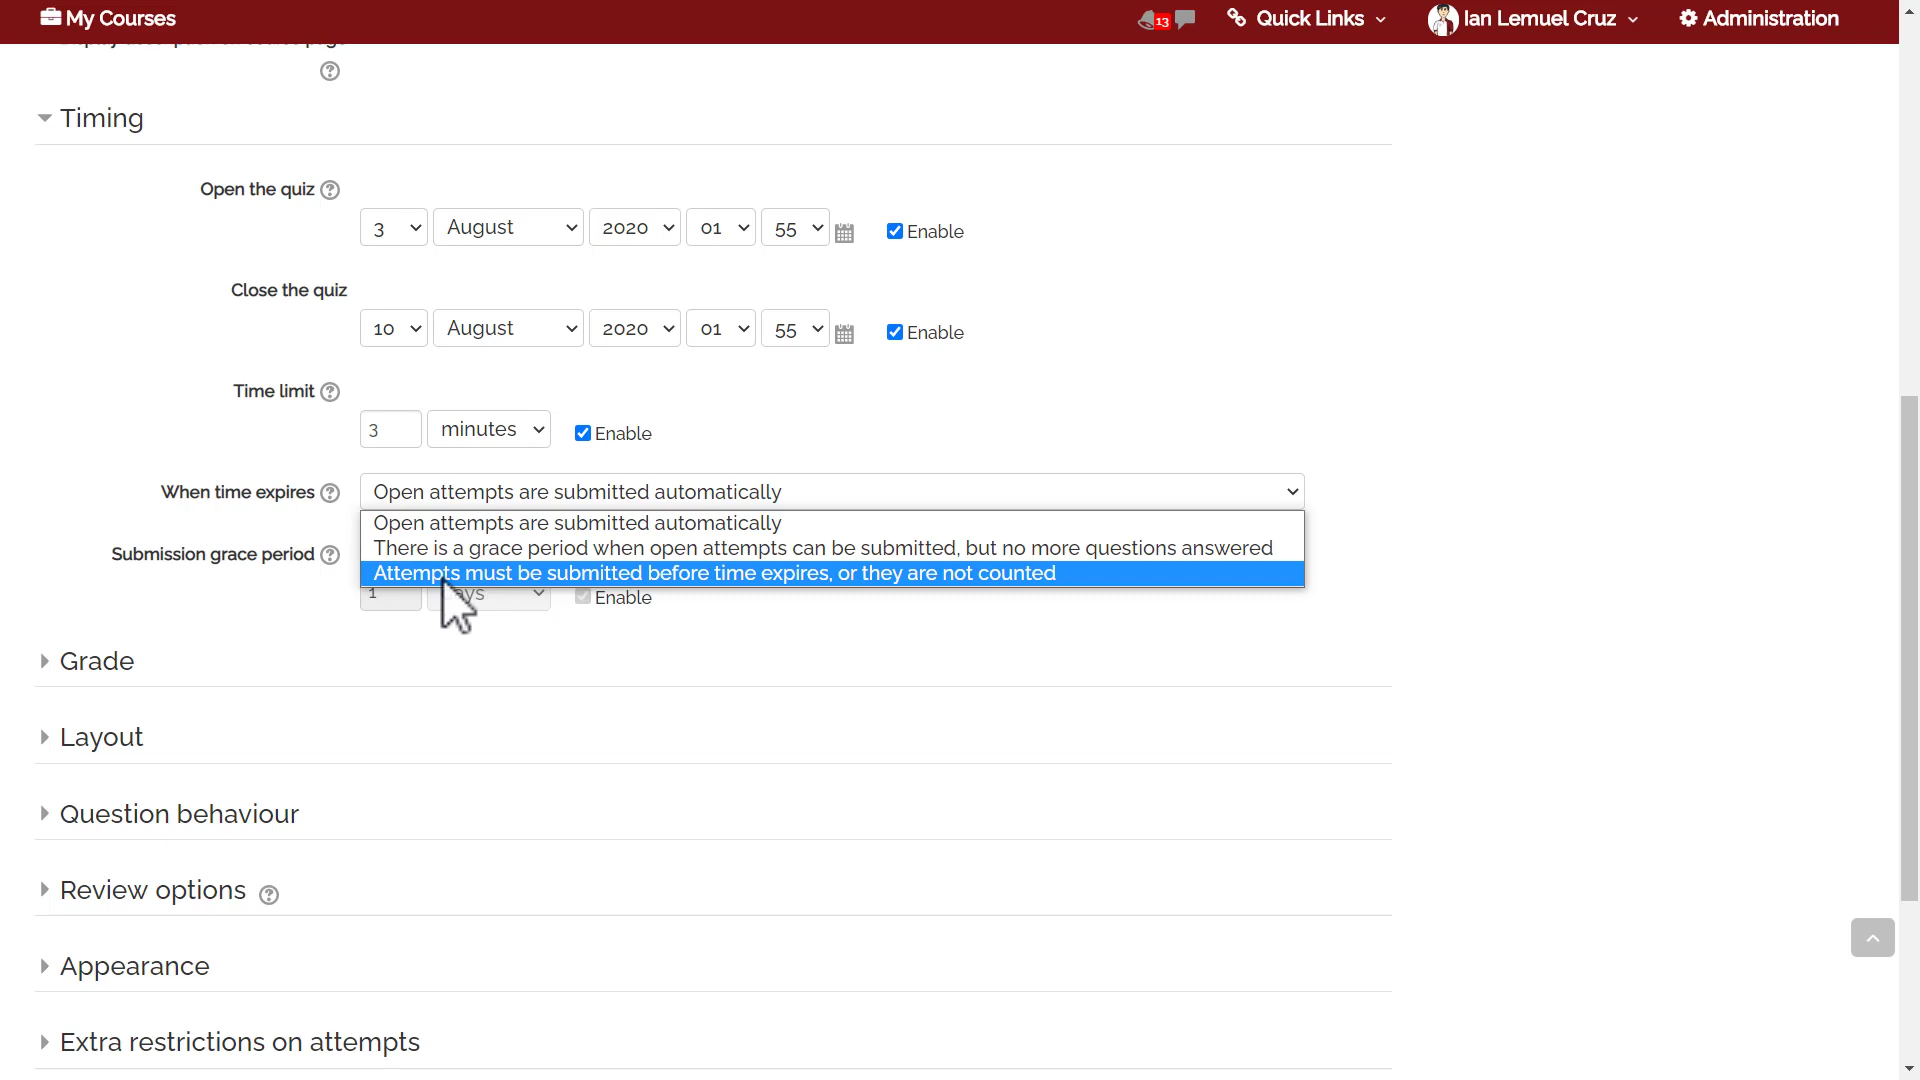 My Courses
13
Quick Links
Ian Lemuel Cruz
Administration
Timing
Open the quiz
3 August 2020 01 55 Enable
Close the quiz
10 August 2020 01 55 Enable
Time limit
3 minutes Enable
When time expires Open attempts are submitted automatically
Open attempts are submitted automatically
There is a grace period when open attempts can be submitted, but no more questions answered
Attempts must be submitted before time expires, or they are not counted
Submission grace period
1 Enable
Grade
Layout
Question behaviour
Review options
Appearance
Extra restrictions on attempts